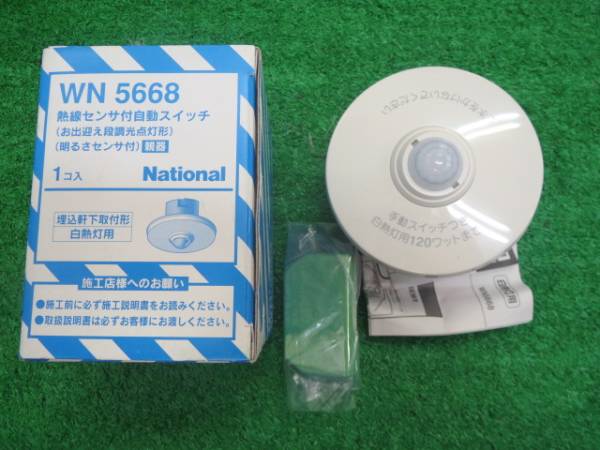 WN 5668
熱線センサ付自動スイッチ
(お出迎え段調光点灯形)
(明るさセンサ付) 親器
1コ入 National
埋込軒下取付形
白熱灯用
施工店様へのお願い
●施工前に必ず施工説明書をお読みください。
●取扱説明書は必ずお客様にお渡しください。
手動スイッチつき
白熱灯用120ワットまで
白熱灯用
WN5668